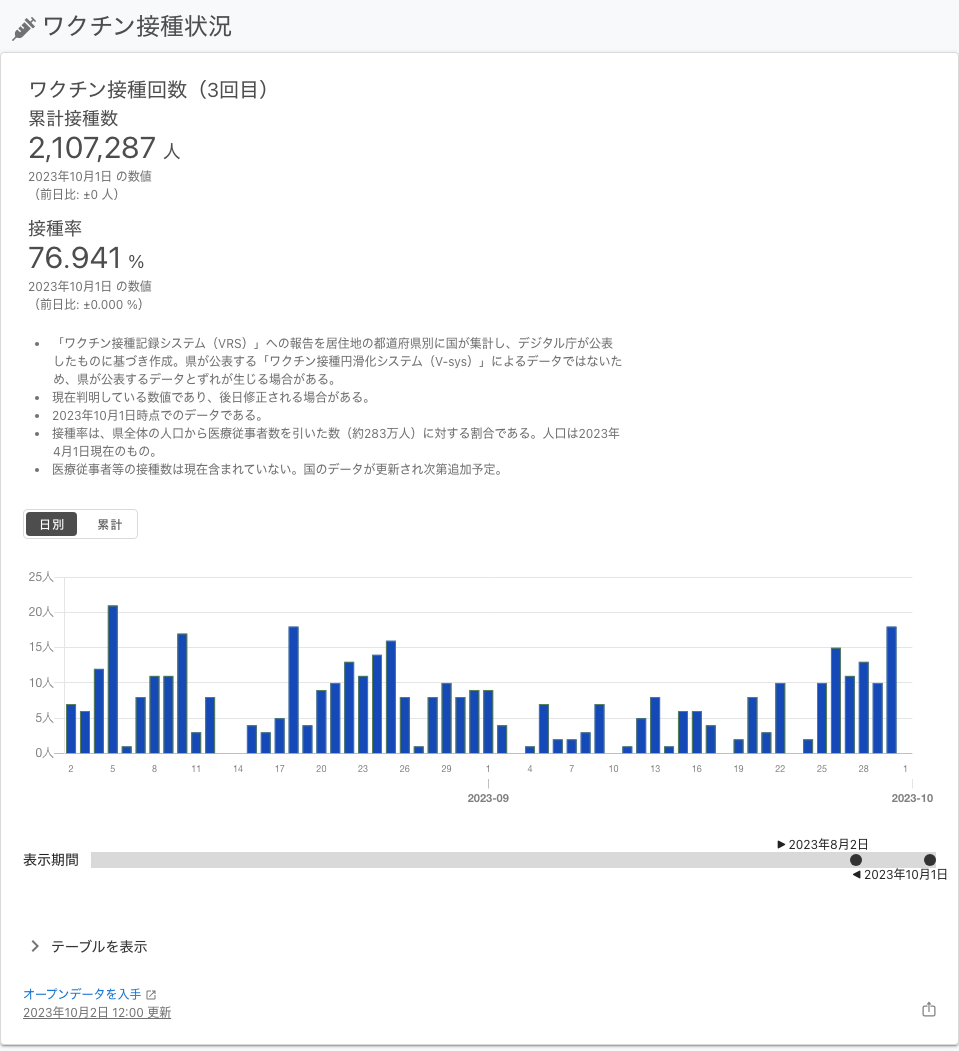 ワクチン接種状況
ワクチン接種回数（3回目）
累計接種数
2,107,287 人
2023年10月1日 の数値
（前日比: ±0 人）
接種率
76.941 %
2023年10月1日 の数値
（前日比: ±0.000 %）
• 「ワクチン接種記録システム（VRS）」への報告を居住地の都道府県別に国が集計し、デジタル庁が公表
したものに基づき作成。県が公表する「ワクチン接種円滑化システム（V-sys）」によるデータではないた
め、県が公表するデータとずれが生じる場合がある。
• 現在判明している数値であり、後日修正される場合がある。
• 2023年10月1日時点でのデータである。
• 接種率は、県全体の人口から医療従事者数を引いた数（約283万人）に対する割合である。人口は2023年
4月1日現在のもの。
• 医療従事者等の接種数は現在含まれていない。国のデータが更新され次第追加予定。
日別 累計
25人
20人
15人
10人
5人
0人
2 5 8 11 14 17 20 23 26 29 1 4 7 10 13 16 19 22 25 28 1
2023-09 2023-10
▶ 2023年8月2日
表示期間
◀ 2023年10月1日
テーブルを表示
オープンデータを入手
2023年10月2日 12:00 更新